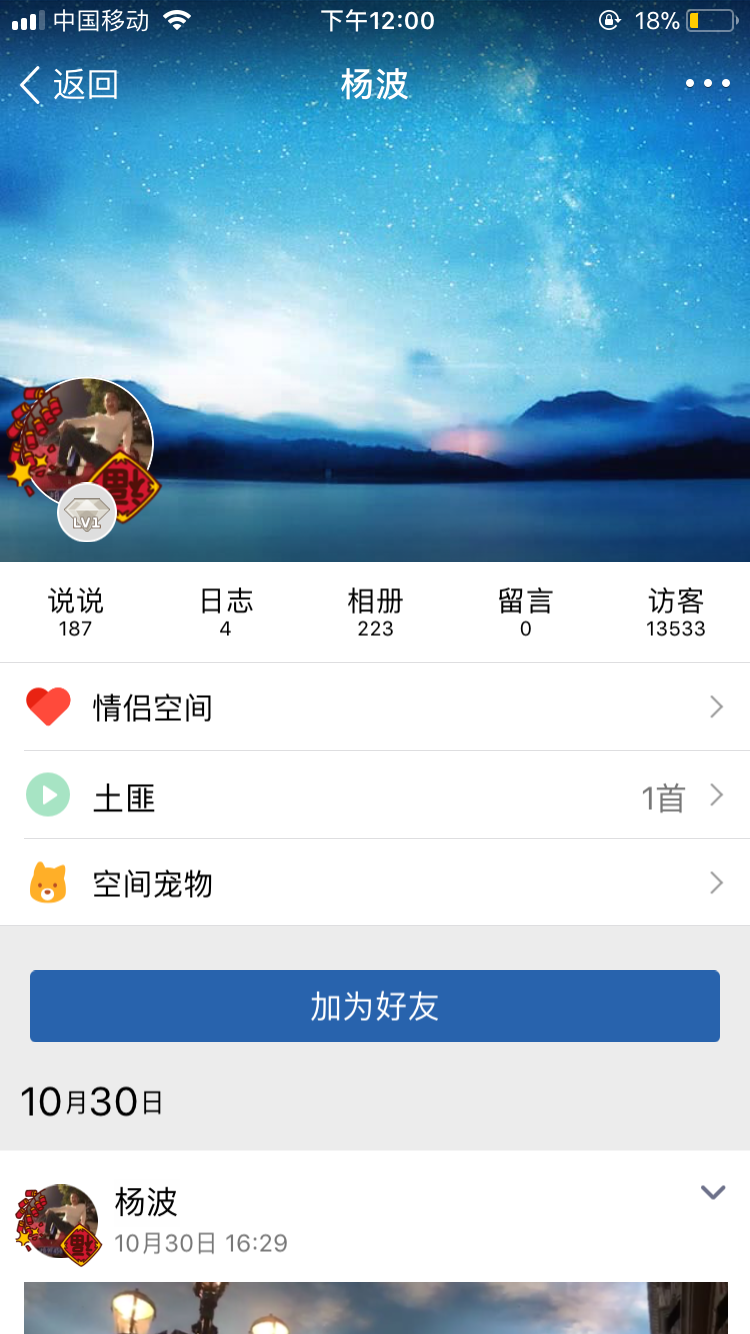 中国移动 下午12:00 18%
返回 杨波
LV1
福
说说 日志 相册 留言 访客
187 4 223 0 13533
情侣空间
土匪 1首
空间宠物
加为好友
10月30日
杨波
10月30日 16:29
福